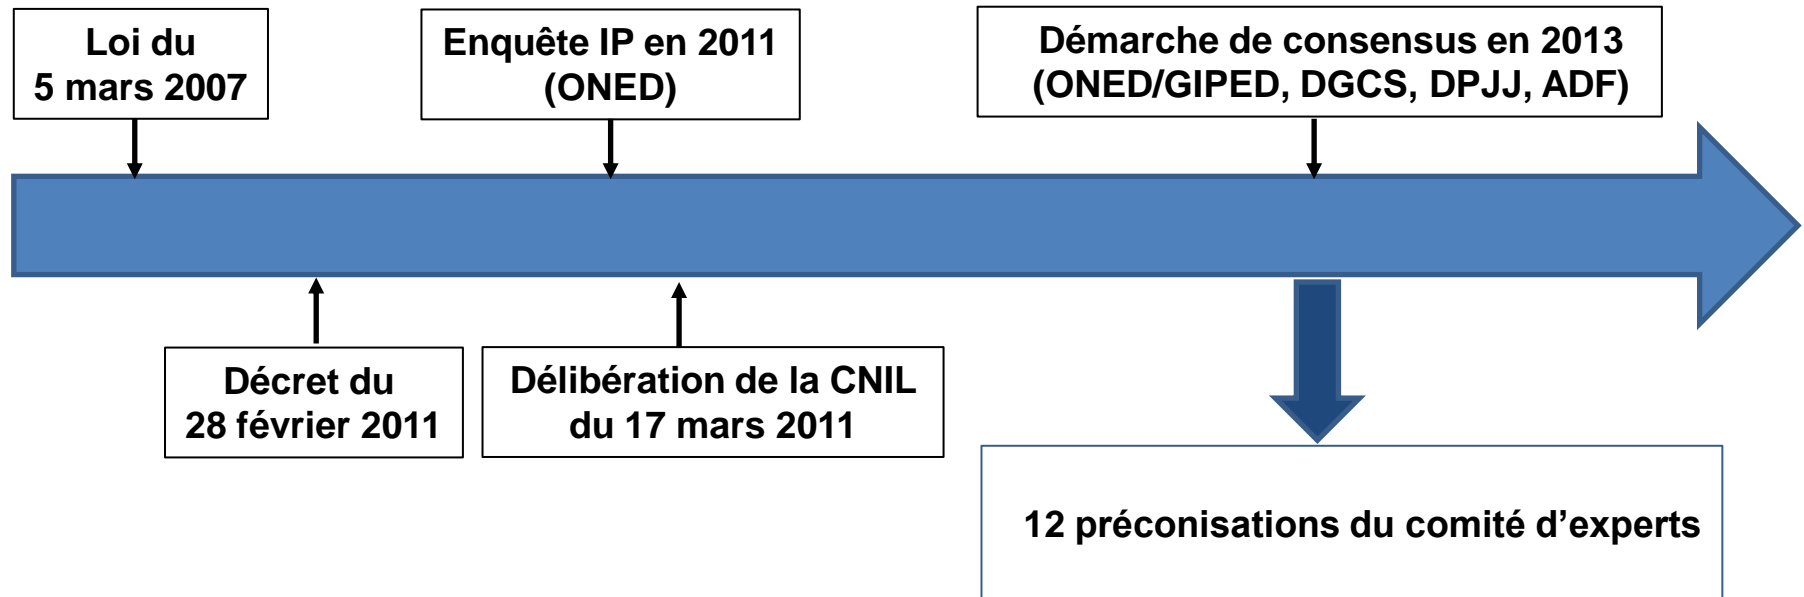 Loi du
5 mars 2007
Enquête IP en 2011
(ONED)
Démarche de consensus en 2013
(ONED/GIPED, DGCS, DPJJ, ADF)
Décret du
28 février 2011
Délibération de la CNIL
du 17 mars 2011
12 préconisations du comité d’experts